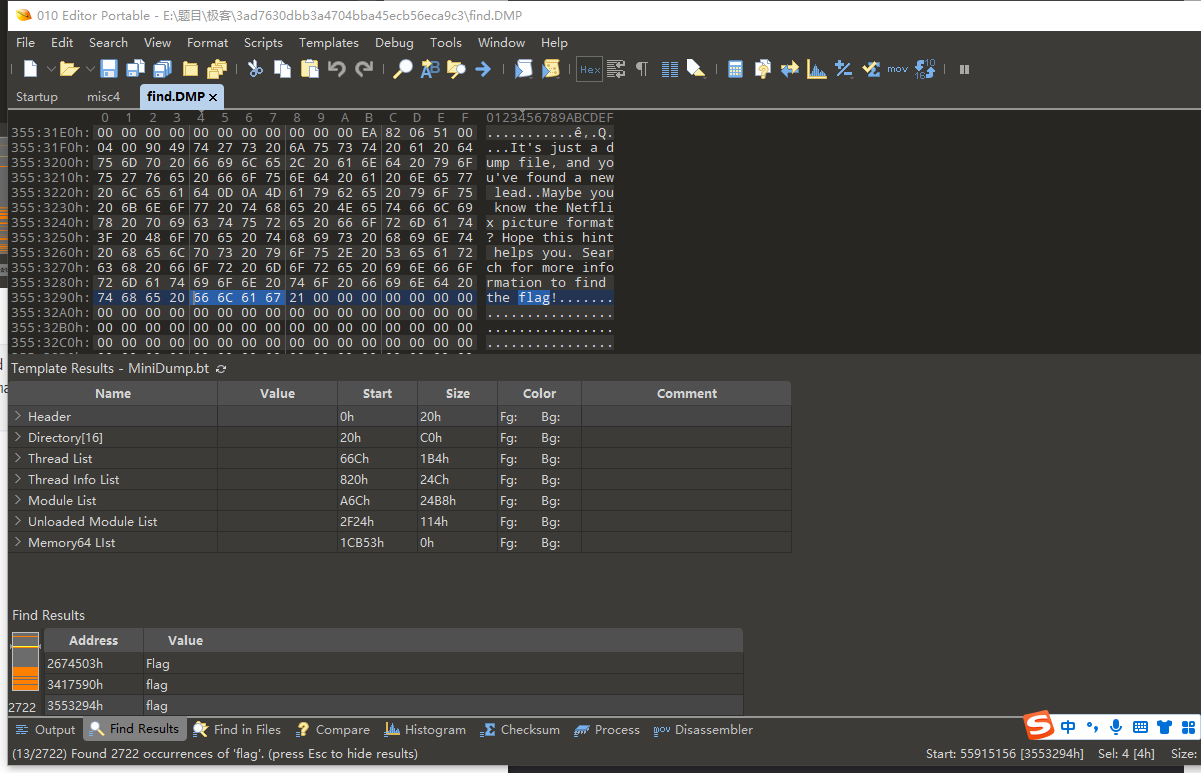 010 Editor Portable - E:\题目\极客\3ad7630dbb3a4704bba45ecb56eca9c3\find.DMP
File Edit Search View Format Scripts Templates Debug Tools Window Help
Hex ¶ mov
Startup misc4 find.DMP ×
0 1 2 3 4 5 6 7 8 9 A B C D E F 0123456789ABCDEF
355:31E0h: 00 00 00 00 00 00 00 00 00 00 00 EA 82 06 51 00 ...........ê‚.Q.
355:31F0h: 04 00 90 49 74 27 73 20 6A 75 73 74 20 61 20 64 ...It's just a d
355:3200h: 75 6D 70 20 66 69 6C 65 2C 20 61 6E 64 20 79 6F ump file, and yo
355:3210h: 75 27 76 65 20 66 6F 75 6E 64 20 61 20 6E 65 77 u've found a new
355:3220h: 20 6C 65 61 64 0D 0A 4D 61 79 62 65 20 79 6F 75 lead..Maybe you
355:3230h: 20 6B 6E 6F 77 20 74 68 65 20 4E 65 74 66 6C 69 know the Netfli
355:3240h: 78 20 70 69 63 74 75 72 65 20 66 6F 72 6D 61 74 x picture format
355:3250h: 3F 20 48 6F 70 65 20 74 68 69 73 20 68 69 6E 74 ? Hope this hint
355:3260h: 20 68 65 6C 70 73 20 79 6F 75 2E 20 53 65 61 72 helps you. Sear
355:3270h: 63 68 20 66 6F 72 20 6D 6F 72 65 20 69 6E 66 6F ch for more info
355:3280h: 72 6D 61 74 69 6F 6E 20 74 6F 20 66 69 6E 64 20 rmation to find
355:3290h: 74 68 65 20 66 6C 61 67 21 00 00 00 00 00 00 00 the flag!.......
355:32A0h: 00 00 00 00 00 00 00 00 00 00 00 00 00 00 00 00 ................
355:32B0h: 00 00 00 00 00 00 00 00 00 00 00 00 00 00 00 00 ................
355:32C0h: 00 00 00 00 00 00 00 00 00 00 00 00 00 00 00 00 ................
Template Results - MiniDump.bt
Name Value Start Size Color Comment
Header 0h 20h Fg: Bg:
Directory[16] 20h C0h Fg: Bg:
Thread List 66Ch 1B4h Fg: Bg:
Thread Info List 820h 24Ch Fg: Bg:
Module List A6Ch 24B8h Fg: Bg:
Unloaded Module List 2F24h 114h Fg: Bg:
Memory64 LIst 1CB53h 0h Fg: Bg:
Find Results
Address Value
2674503h Flag
3417590h flag
3553294h flag
2722
Output Find Results Find in Files Compare Histogram Checksum Process mov Disassembler
S 中
(13/2722) Found 2722 occurrences of 'flag'. (press Esc to hide results) Start: 55915156 [3553294h] Sel: 4 [4h] Size: